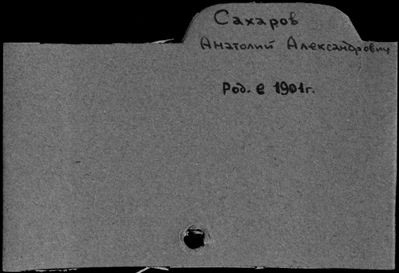 Сахаров
Анатолий Александрович
Род. в 1901г.